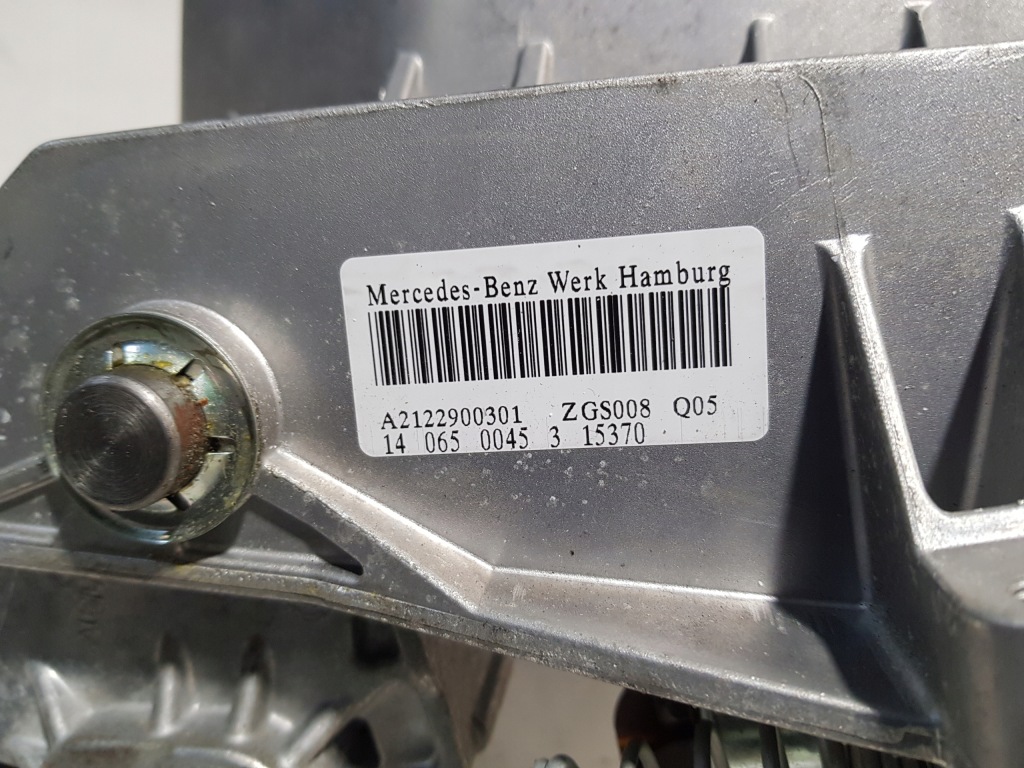 Mercedes-Benz Werk Hamburg
A2122900301 ZGS008 Q05
14 065 0045 3 15370